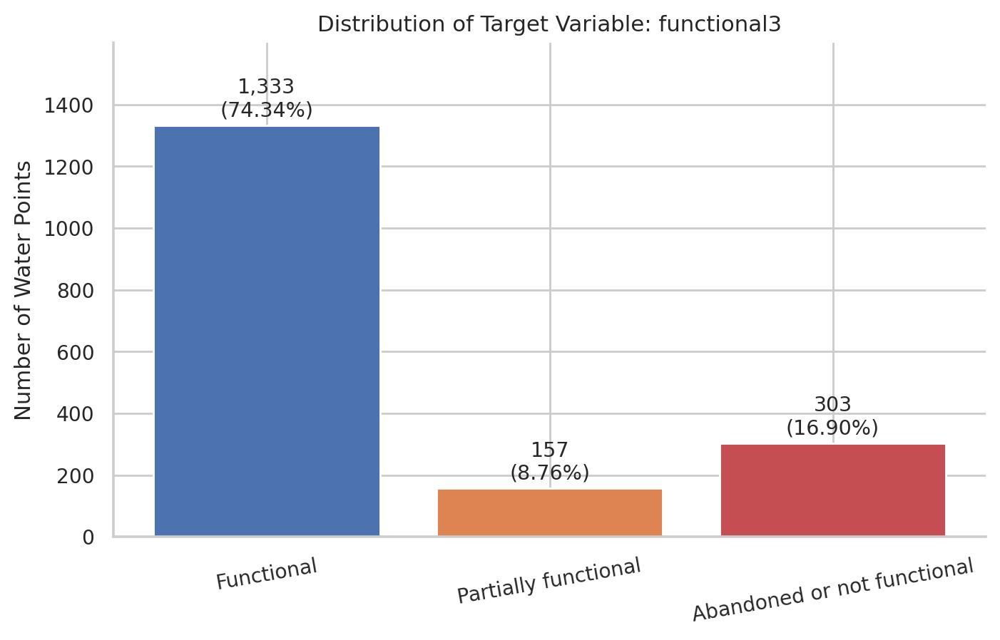 Distribution of Target Variable: functional3
Number of Water Points
1400
1200
1000
800
600
400
200
0
1,333
(74.34%)
157
(8.76%)
303
(16.90%)
Functional
Partially functional
Abandoned or not functional